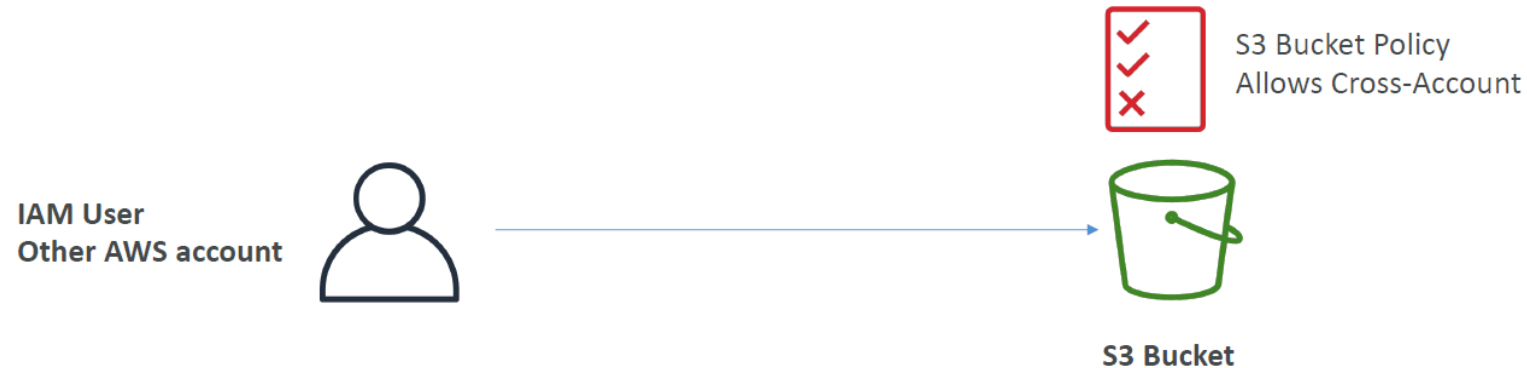 S3 Bucket Policy
Allows Cross-Account
IAM User
Other AWS account
S3 Bucket